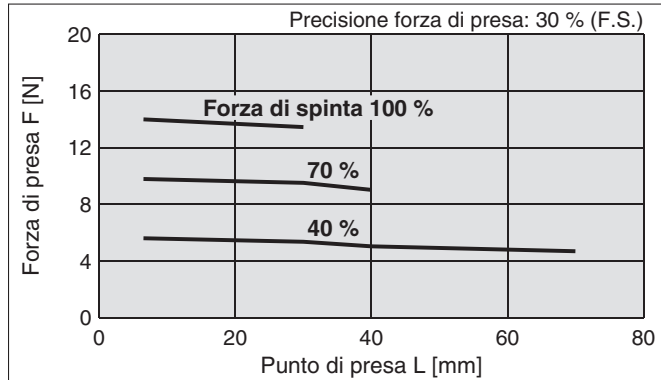 Precisione forza di presa: 30 % (F.S.)
Forza di presa F [N]
20
16
12
8
4
0
Forza di spinta 100 %
70 %
40 %
0 20 40 60 80
Punto di presa L [mm]